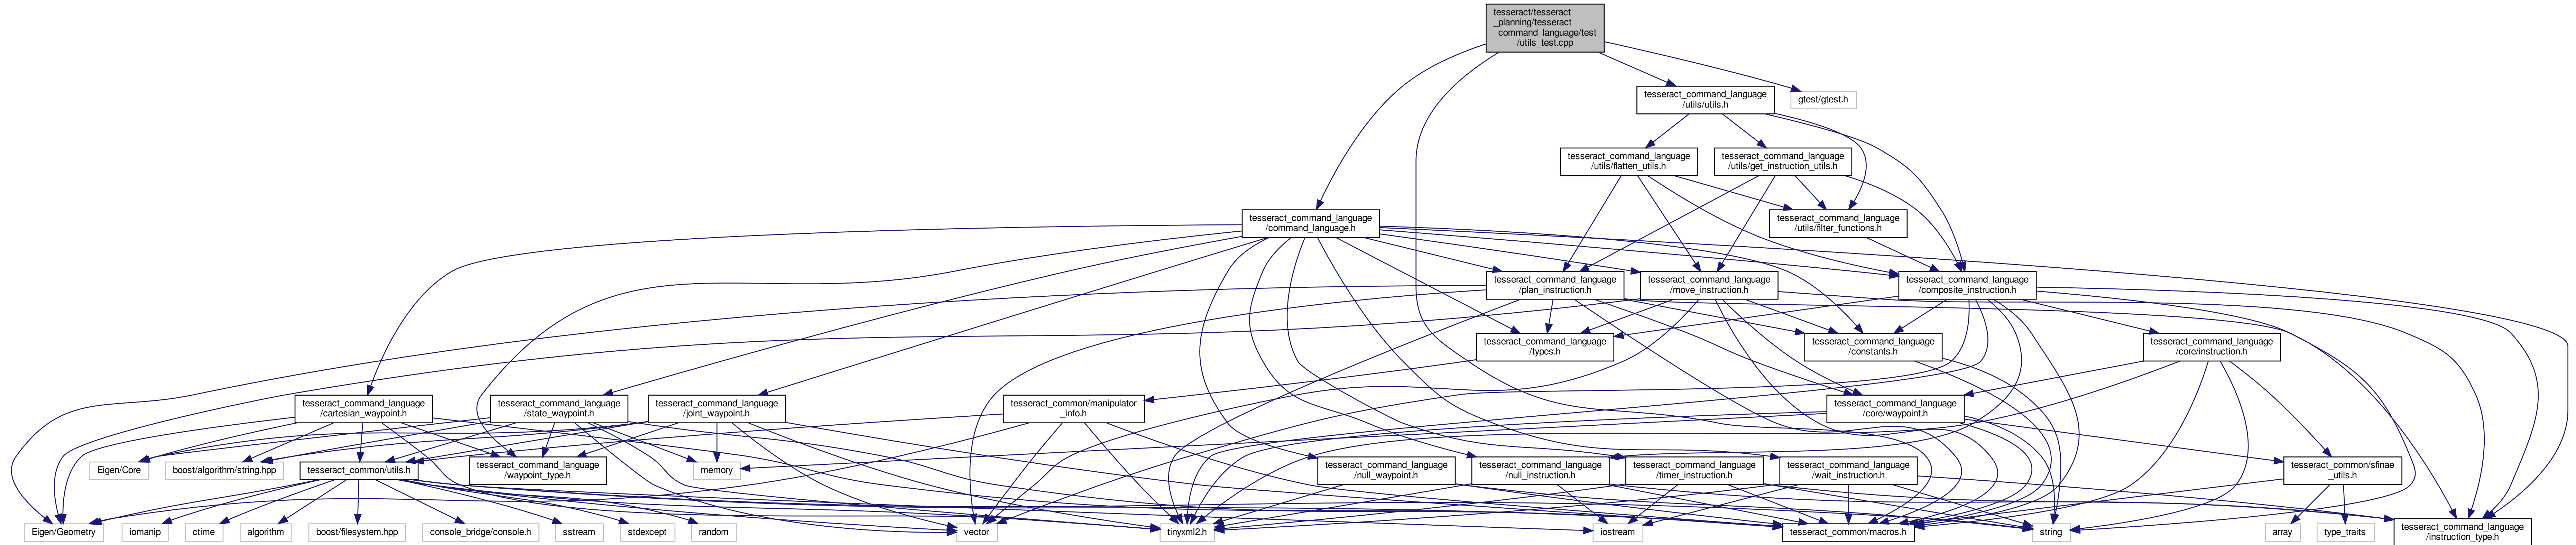 tesseract/tesseract
_planning/tesseract
_command_language/test
/utils_test.cpp
tesseract_command_language
/utils/utils.h
gtest/gtest.h
tesseract_command_language
/utils/flatten_utils.h
tesseract_command_language
/utils/get_instruction_utils.h
tesseract_command_language
/command_language.h
tesseract_command_language
/utils/filter_functions.h
tesseract_command_language
/plan_instruction.h
tesseract_command_language
/move_instruction.h
tesseract_command_language
/composite_instruction.h
tesseract_command_language
/types.h
tesseract_command_language
/constants.h
tesseract_command_language
/core/instruction.h
tesseract_command_language
/cartesian_waypoint.h
tesseract_command_language
/state_waypoint.h
tesseract_command_language
/joint_waypoint.h
tesseract_common/manipulator
_info.h
tesseract_command_language
/core/waypoint.h
Eigen/Core
boost/algorithm/string.hpp
tesseract_common/utils.h
tesseract_command_language
/waypoint_type.h
memory
tesseract_command_language
/null_waypoint.h
tesseract_command_language
/null_instruction.h
tesseract_command_language
/timer_instruction.h
tesseract_command_language
/wait_instruction.h
tesseract_common/sfinae
_utils.h
Eigen/Geometry
iomanip
ctime
algorithm
boost/filesystem.hpp
console_bridge/console.h
sstream
stdexcept
random
vector
tinyxml2.h
iostream
tesseract_common/macros.h
string
array
type_traits
tesseract_command_language
/instruction_type.h